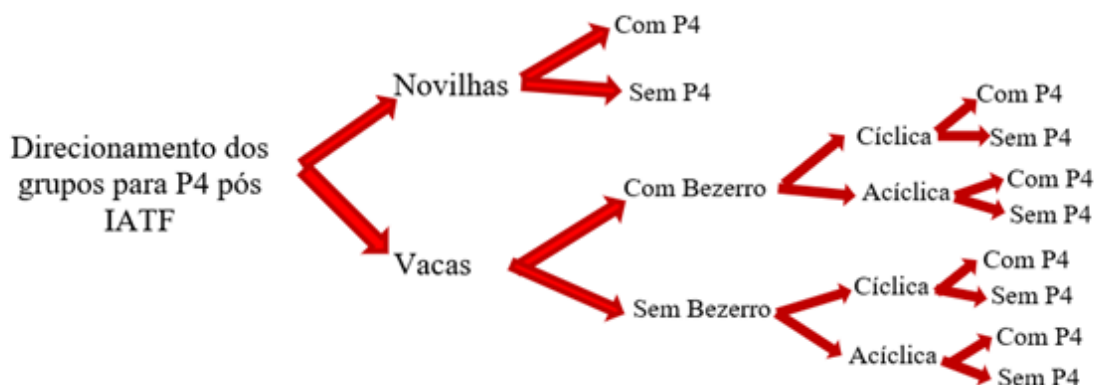 Direcionamento dos
grupos para P4 pós
IATF
Novilhas
Com P4
Sem P4
Vacas
Com Bezerro
Cíclica
Com P4
Sem P4
Acíclica
Com P4
Sem P4
Sem Bezerro
Cíclica
Com P4
Sem P4
Acíclica
Com P4
Sem P4